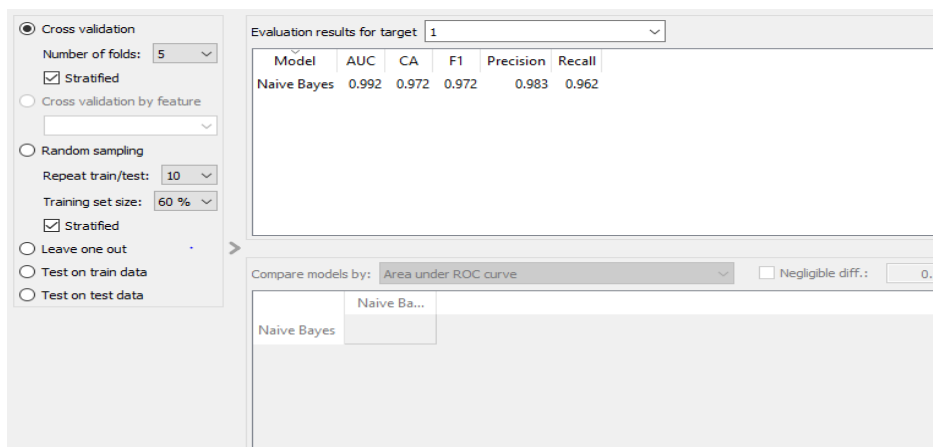 Cross validation
Number of folds: 5
Stratified
Cross validation by feature
Random sampling
Repeat train/test: 10
Training set size: 60 %
Stratified
Leave one out
Test on train data
Test on test data
Evaluation results for target 1
Model AUC CA F1 Precision Recall
Naive Bayes 0.992 0.972 0.972 0.983 0.962
>
Compare models by: Area under ROC curve Negligible diff.: 0.
Naive Ba...
Naive Bayes